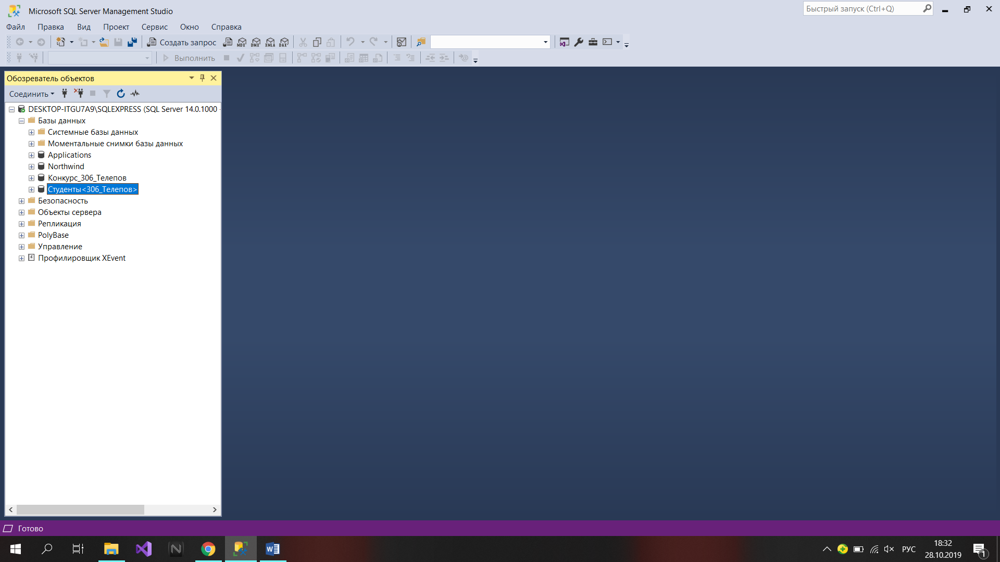 Microsoft SQL Server Management Studio
Быстрый запуск (Ctrl+Q)
Файл Правка Вид Проект Сервис Окно Справка
Создать запрос MDX DMX XMLA DAX
Выполнить
Обозреватель объектов
Соединить
DESKTOP-ITGU7A9\SQLEXPRESS (SQL Server 14.0.1000 -
Базы данных
Системные базы данных
Моментальные снимки базы данных
Applications
Northwind
Конкурс_306_Телепов
Студенты<306_Телепов>
Безопасность
Объекты сервера
Репликация
PolyBase
Управление
Профилировщик XEvent
Готово
РУС
18:32
28.10.2019
1